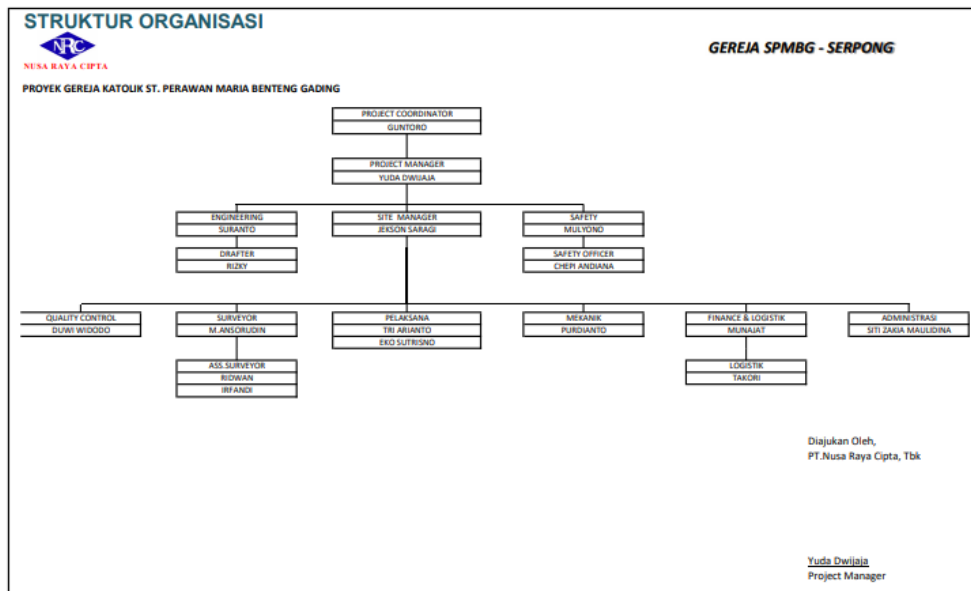 STRUKTUR ORGANISASI
NRC
NUSA RAYA CIPTA
GEREJA SPMBG - SERPONG
PROYEK GEREJA KATOLIK ST. PERAWAN MARIA BENTENG GADING
PROJECT COORDINATOR
GUNTORO
PROJECT MANAGER
YUDA DWIJAJA
ENGINEERING
SURANTO
SITE MANAGER
JEKSON SARAGI
SAFETY
MULYONO
DRAFTER
RIZKY
SAFETY OFFICER
CHEPI ANDIANA
QUALITY CONTROL
DUWI WIDODO
SURVEYOR
M.ANSORUDIN
PELAKSANA
TRI ARIANTO
EKO SUTRISNO
MEKANIK
PURDIANTO
FINANCE & LOGISTIK
MUNAJAT
ADMINISTRASI
SITI ZAKIA MAULIDINA
ASS.SURVEYOR
RIDWAN
IRFANDI
LOGISTIK
TAKORI
Diajukan Oleh,
PT.Nusa Raya Cipta, Tbk
Yuda Dwijaja
Project Manager